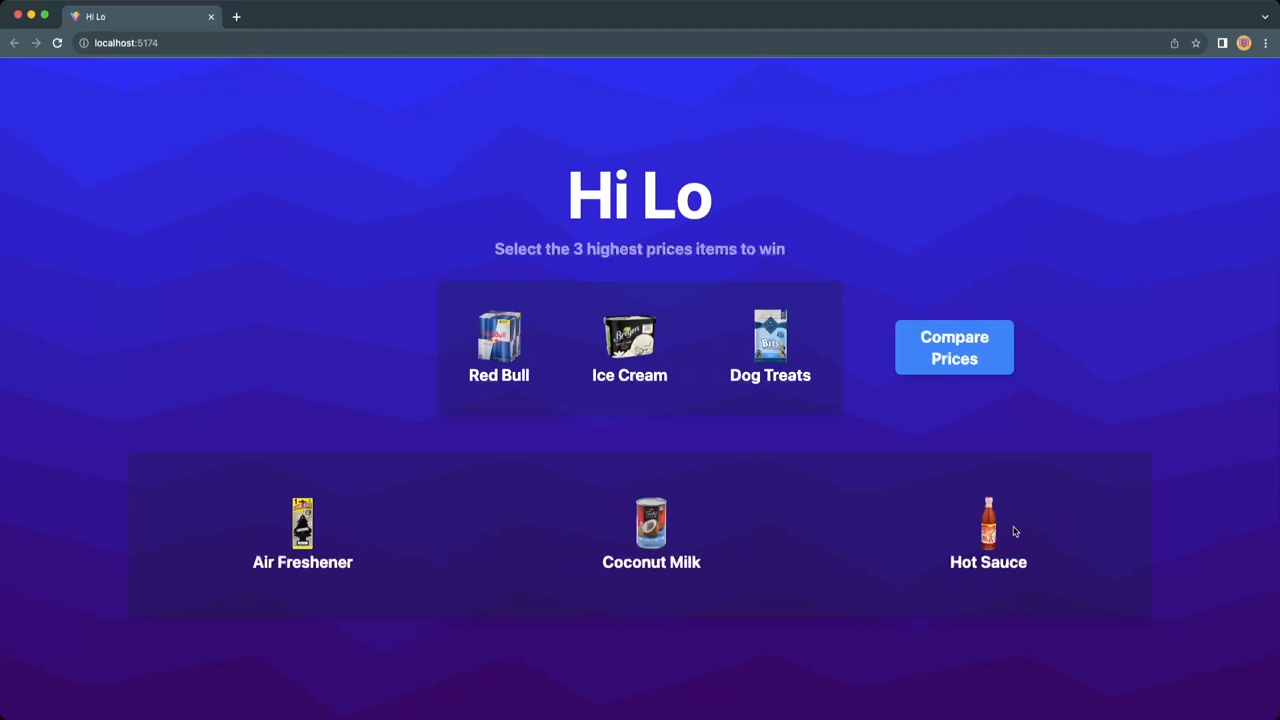 Hi Lo
localhost:5174
Hi Lo
Select the 3 highest prices items to win
Red Bull
Ice Cream
Dog Treats
Compare
Prices
Bits
Air Freshener
Coconut Milk
Hot Sauce